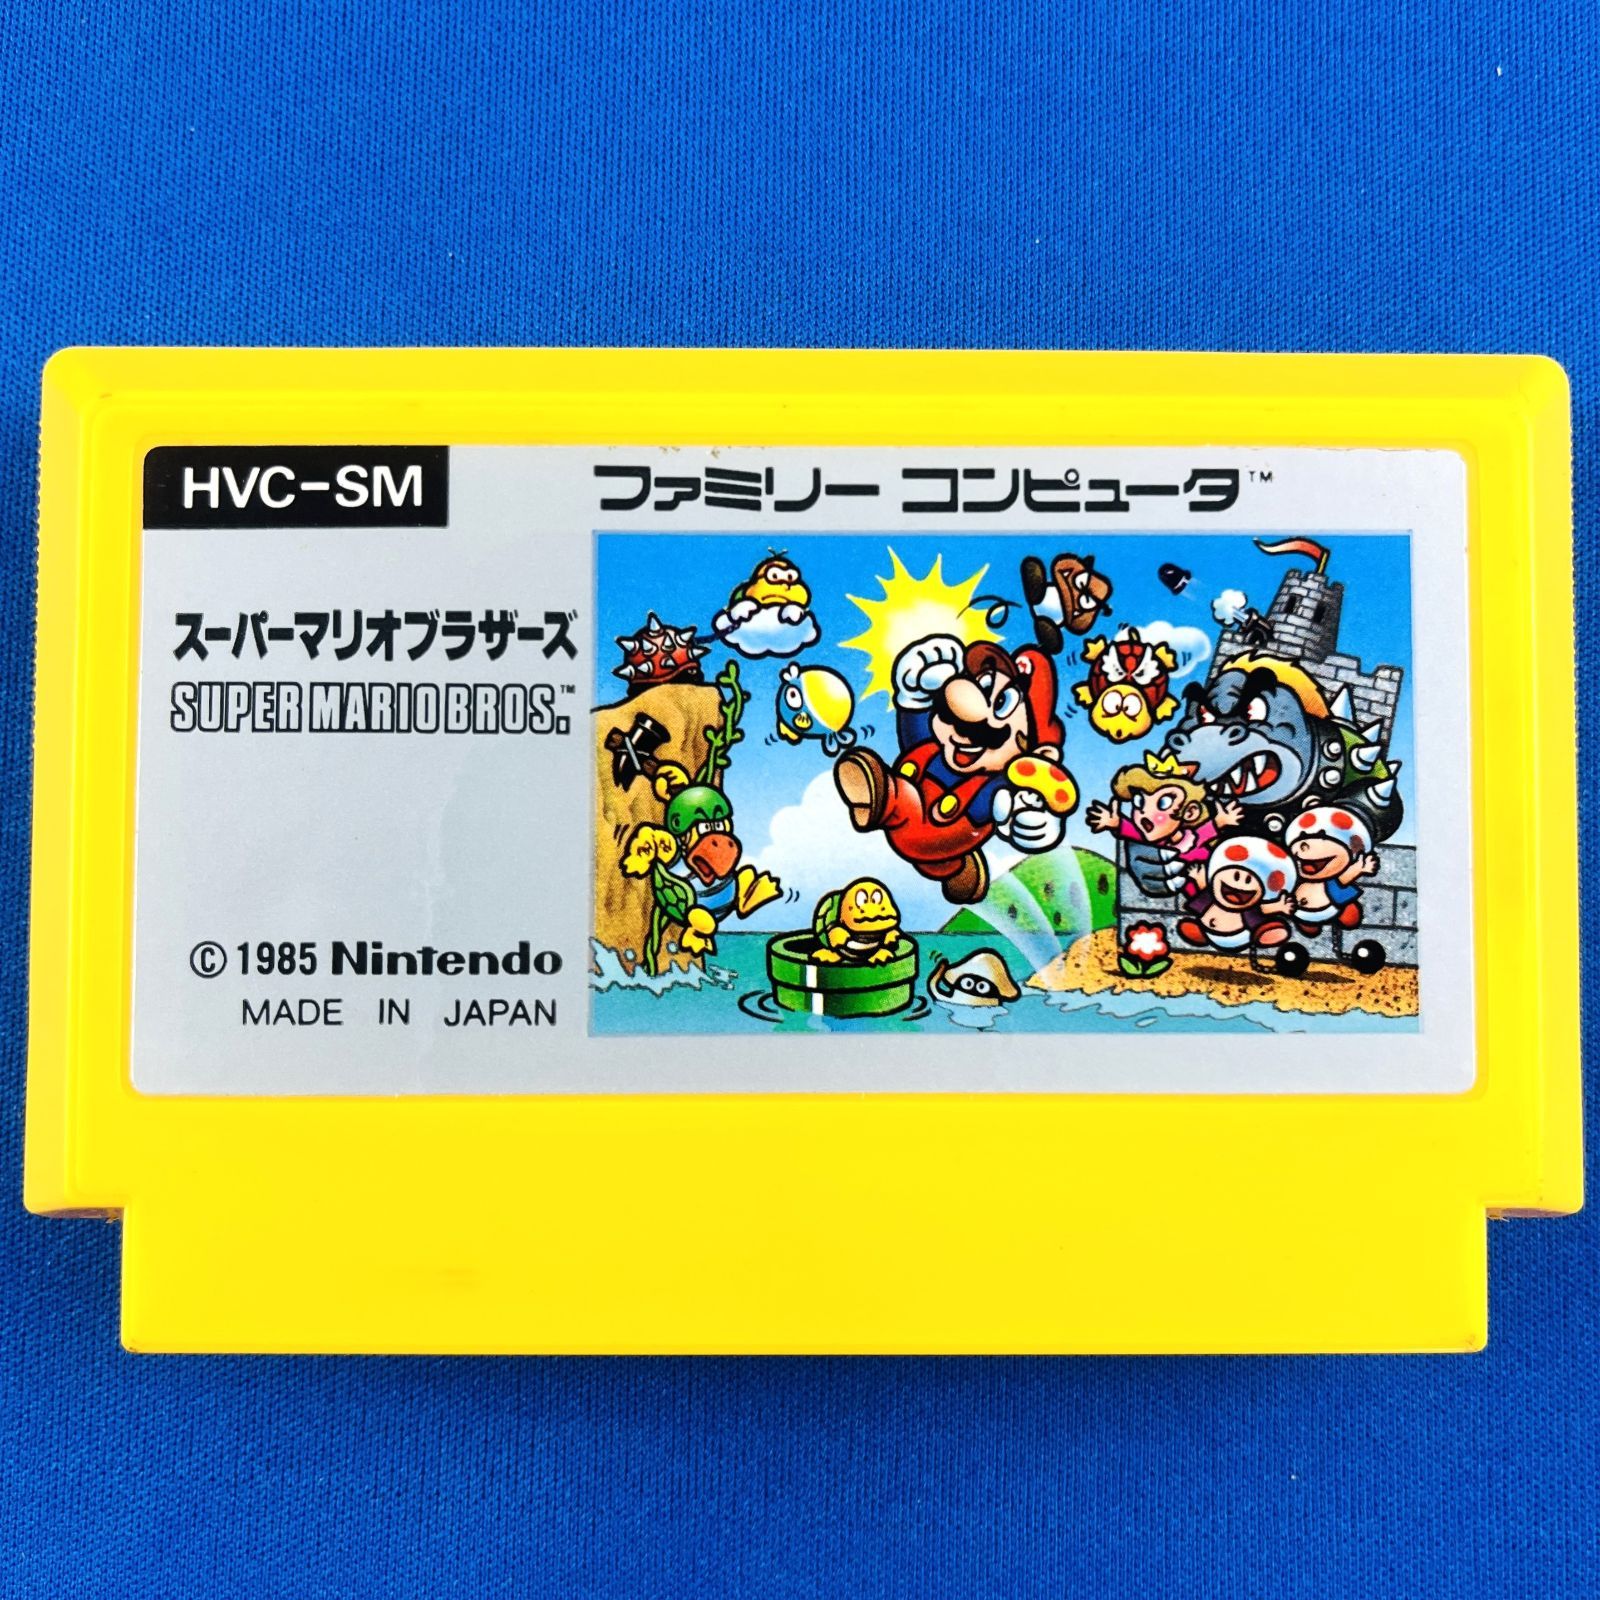 HVC-SM
ファミリー コンピュータ™
スーパーマリオブラザーズ
SUPER MARIO BROS.™
© 1985 Nintendo
MADE IN JAPAN